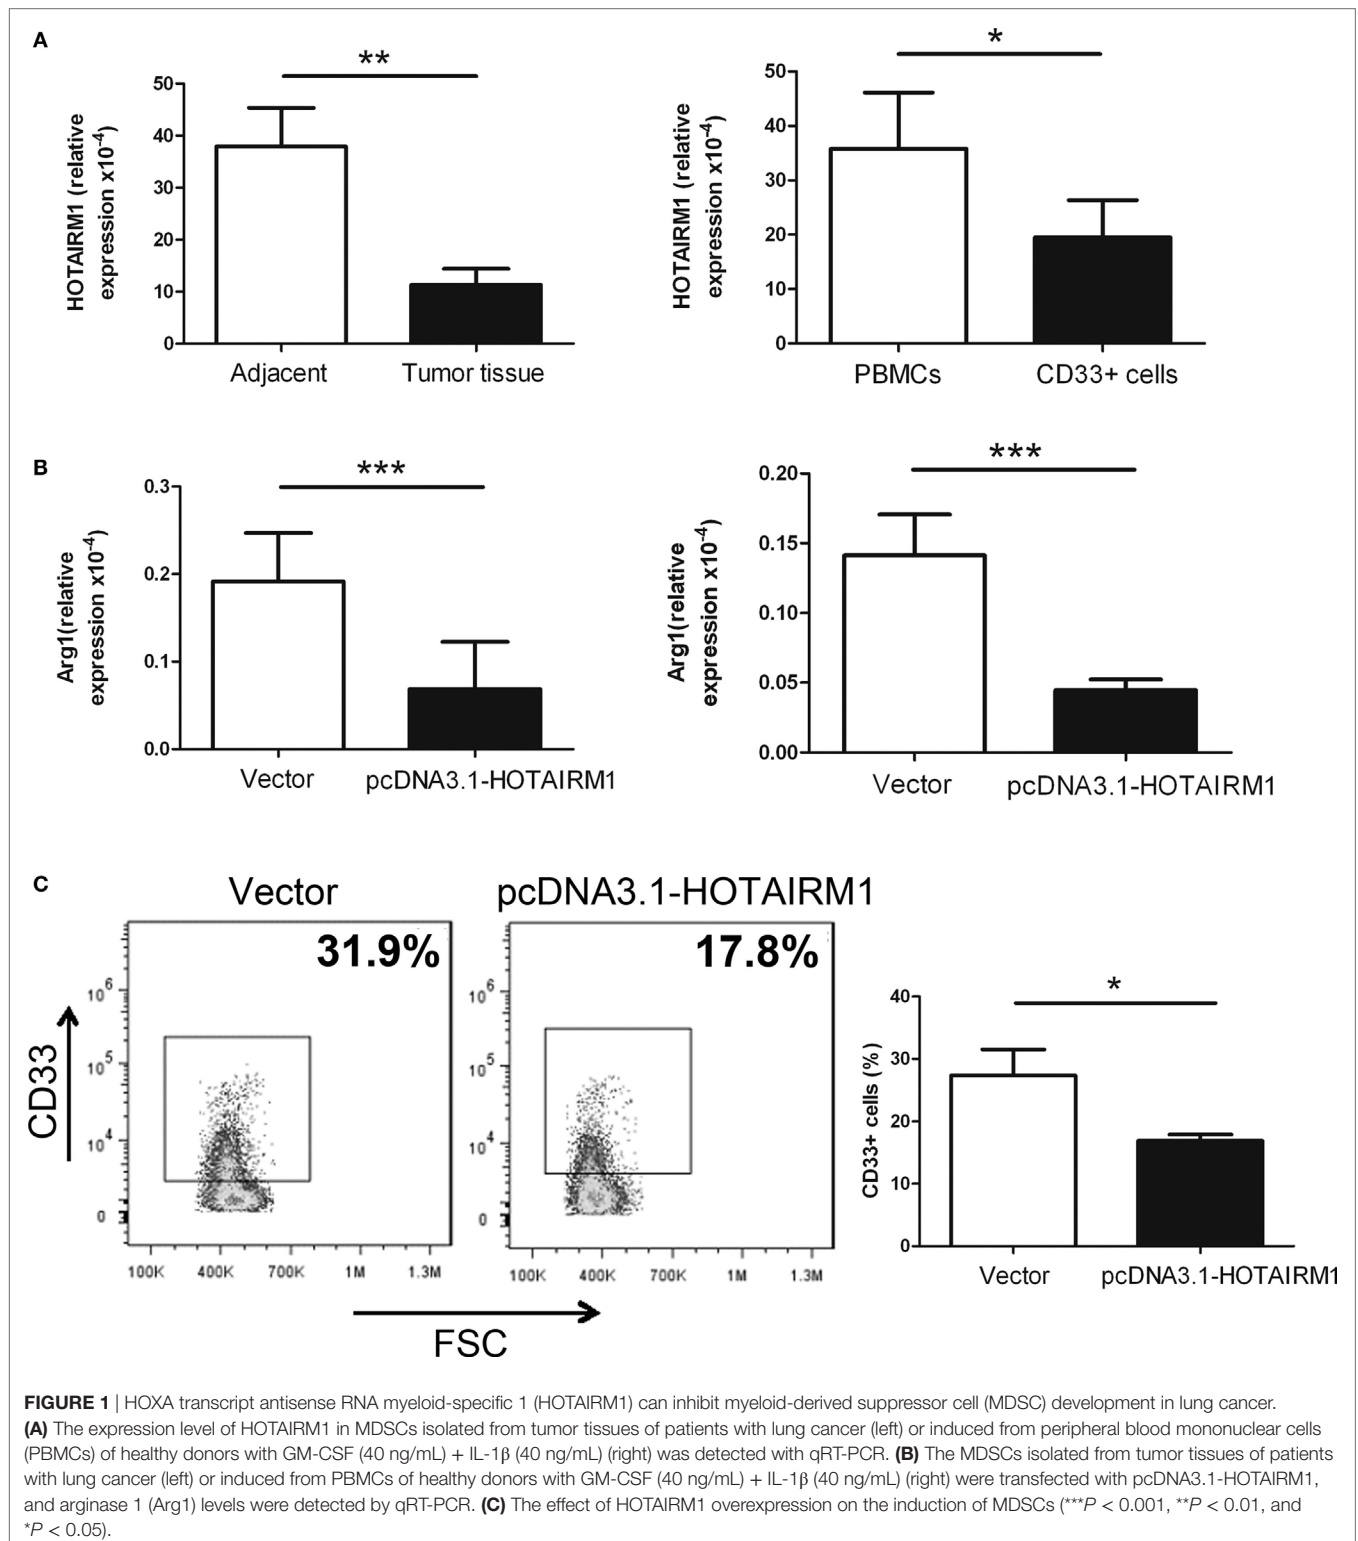 A
**
*
50
40
30
20
10
0
HOTAIRM1 (relative
expression x10-4)
Adjacent
Tumor tissue
50
40
30
20
10
0
HOTAIRM1 (relative
expression x10-4)
PBMCs
CD33+ cells
B
***
***
0.3
0.2
0.1
0.0
Arg1(relative
expression x10-4)
Vector
pcDNA3.1-HOTAIRM1
0.20
0.15
0.10
0.05
0.00
Arg1(relative
expression x10-4)
Vector
pcDNA3.1-HOTAIRM1
C
Vector
pcDNA3.1-HOTAIRM1
31.9%
17.8%
CD33
10^6
10^5
10^4
0
100K 400K 700K 1M 1.3M
10^6
10^5
10^4
0
100K 400K 700K 1M 1.3M
FSC
*
40
30
20
10
0
CD33+ cells (%)
Vector
pcDNA3.1-HOTAIRM1
FIGURE 1 | HOXA transcript antisense RNA myeloid-specific 1 (HOTAIRM1) can inhibit myeloid-derived suppressor cell (MDSC) development in lung cancer.
(A) The expression level of HOTAIRM1 in MDSCs isolated from tumor tissues of patients with lung cancer (left) or induced from peripheral blood mononuclear cells
(PBMCs) of healthy donors with GM-CSF (40 ng/mL) + IL-1β (40 ng/mL) (right) was detected with qRT-PCR. (B) The MDSCs isolated from tumor tissues of patients
with lung cancer (left) or induced from PBMCs of healthy donors with GM-CSF (40 ng/mL) + IL-1β (40 ng/mL) (right) were transfected with pcDNA3.1-HOTAIRM1,
and arginase 1 (Arg1) levels were detected by qRT-PCR. (C) The effect of HOTAIRM1 overexpression on the induction of MDSCs (***P < 0.001, **P < 0.01, and
*P < 0.05).